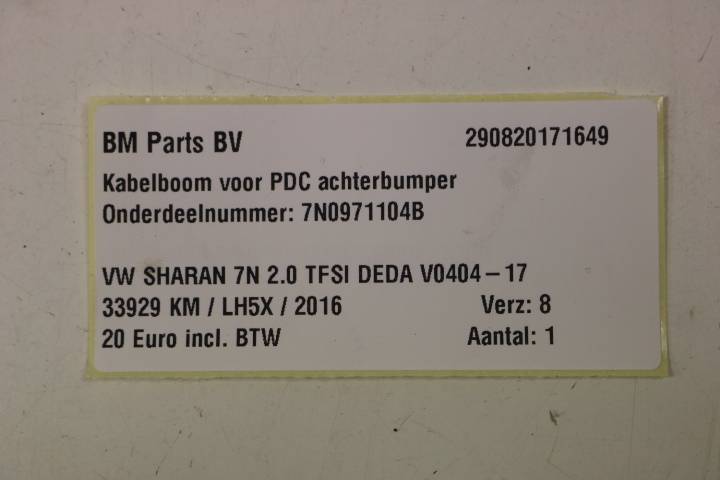 BM Parts BV 290820171649
Kabelboom voor PDC achterbumper
Onderdeelnummer: 7N0971104B
VW SHARAN 7N 2.0 TFSI DEDA V0404-17
33929 KM / LH5X / 2016 Verz: 8
20 Euro incl. BTW Aantal: 1